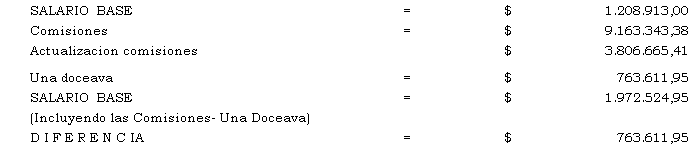 SALARIO BASE = $ 1.208.913,00
Comisiones = $ 9.163.343,38
Actualizacion comisiones $ 3.806.665,41
Una doceava = $ 763.611,95
SALARIO BASE = $ 1.972.524,95
(Incluyendo las Comisiones- Una Doceava)
D I F E R E N C IA = $ 763.611,95